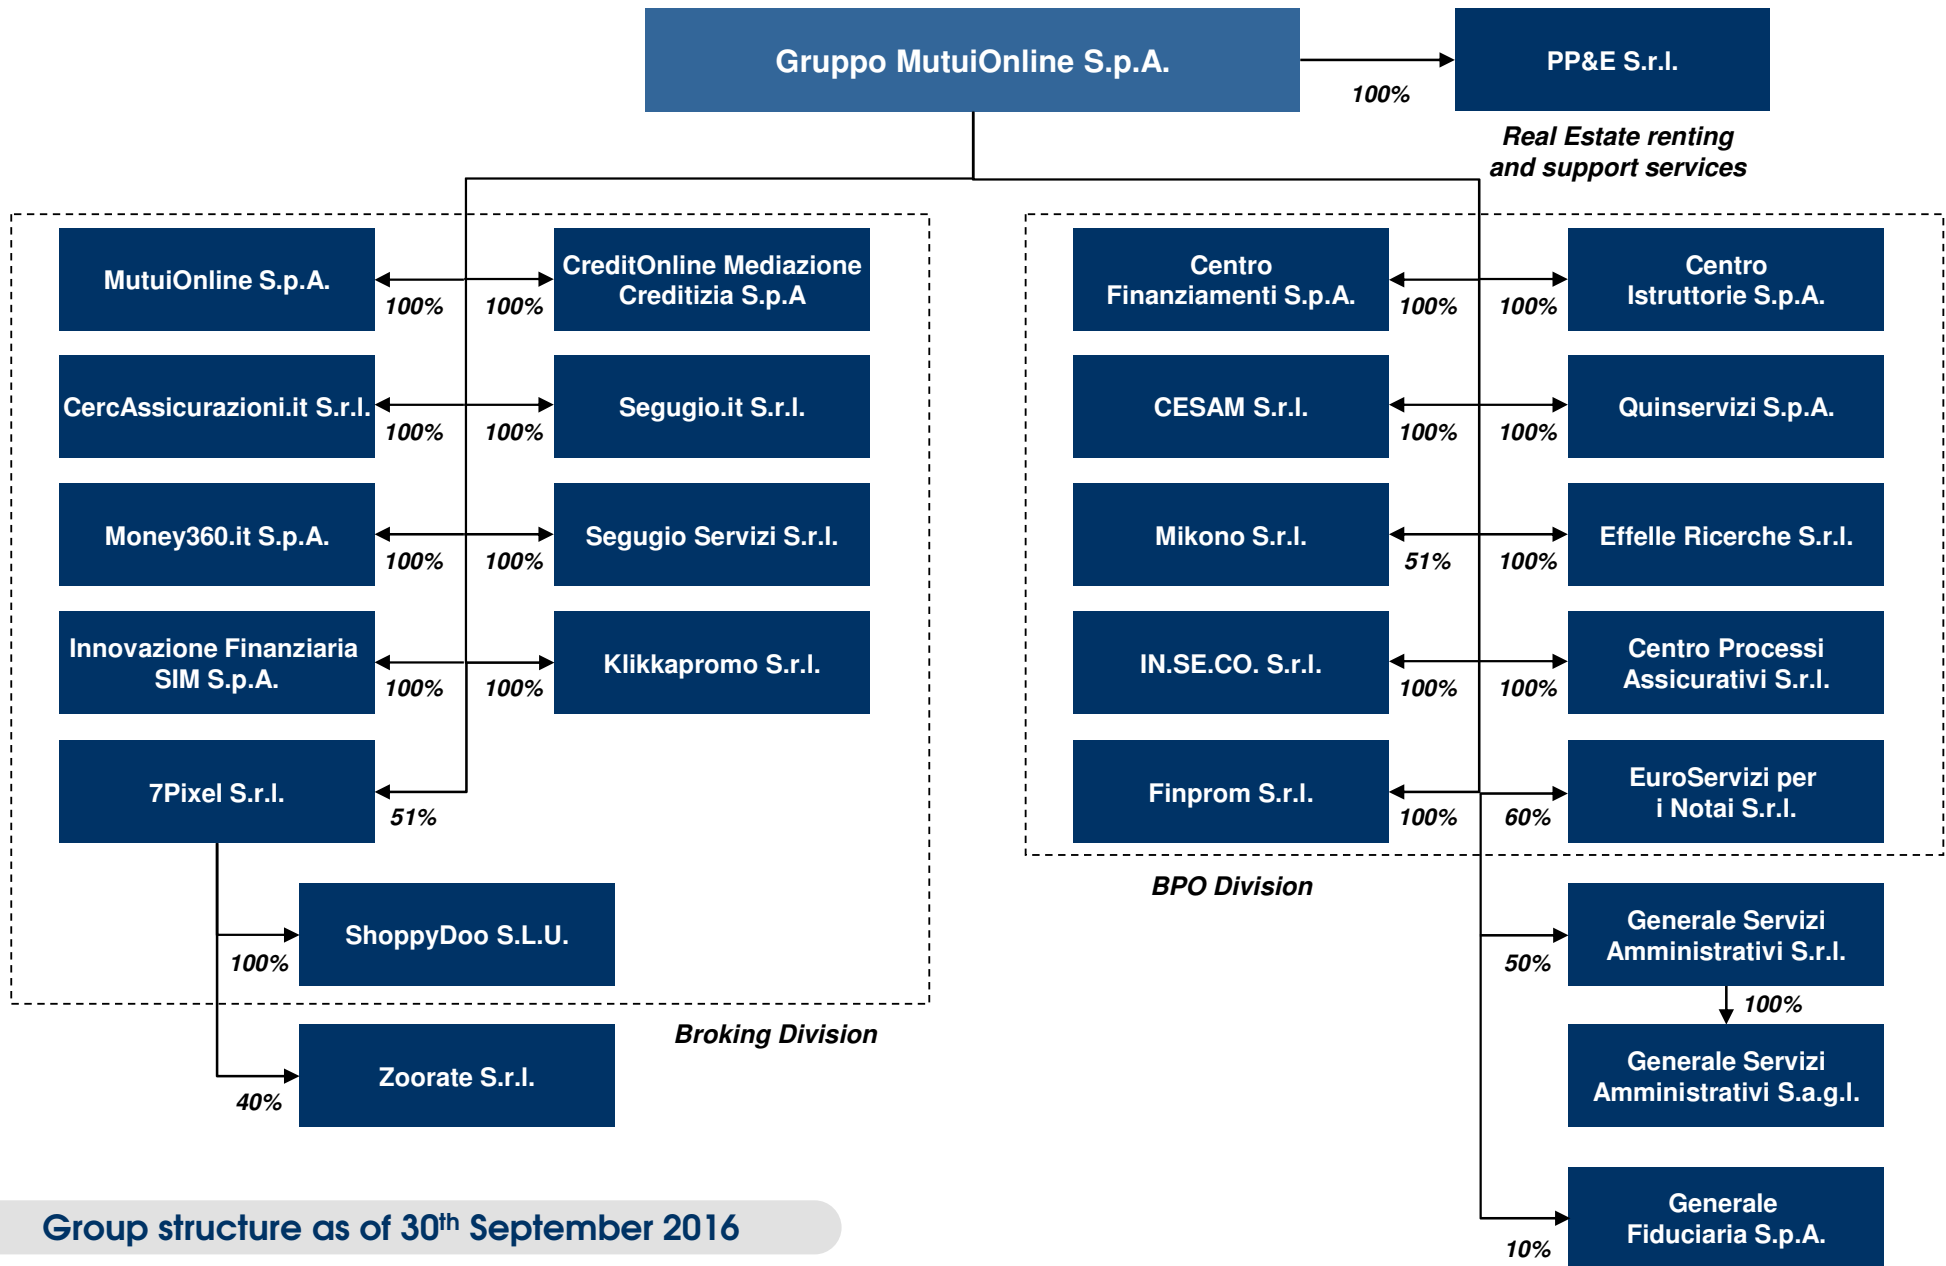 Gruppo MutuiOnline S.p.A.
PP&E S.r.l.
100%
Real Estate renting
and support services
MutuiOnline S.p.A.
100%
100%
CreditOnline Mediazione
Creditizia S.p.A
CercAssicurazioni.it S.r.l.
100%
100%
Segugio.it S.r.l.
Money360.it S.p.A.
100%
100%
Segugio Servizi S.r.l.
Innovazione Finanziaria
SIM S.p.A.
100%
100%
Klikkapromo S.r.l.
7Pixel S.r.l.
51%
ShoppyDoo S.L.U.
100%
Broking Division
Zoorate S.r.l.
40%
Centro
Finanziamenti S.p.A.
100%
100%
Centro
Istruttorie S.p.A.
CESAM S.r.l.
100%
100%
Quinservizi S.p.A.
Mikono S.r.l.
51%
100%
Effelle Ricerche S.r.l.
IN.SE.CO. S.r.l.
100%
100%
Centro Processi
Assicurativi S.r.l.
Finprom S.r.l.
100%
60%
EuroServizi per
i Notai S.r.l.
BPO Division
Generale Servizi
Amministrativi S.r.l.
50%
100%
Generale Servizi
Amministrativi S.a.g.l.
Generale
Fiduciaria S.p.A.
10%
Group structure as of 30th September 2016